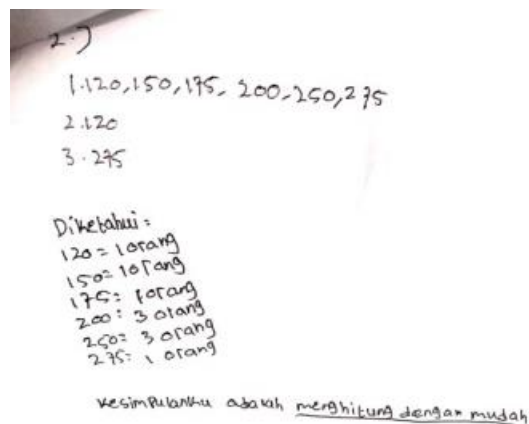 2.)
1. 120, 150, 175, 200, 250, 275
2. 120
3. 275
Diketahui:
120 = 1 orang
150 = 1 orang
175 = 1 orang
200 : 3 orang
250 : 3 orang
275 : 1 orang
kesimpulanku adalah menghitung dengan mudah